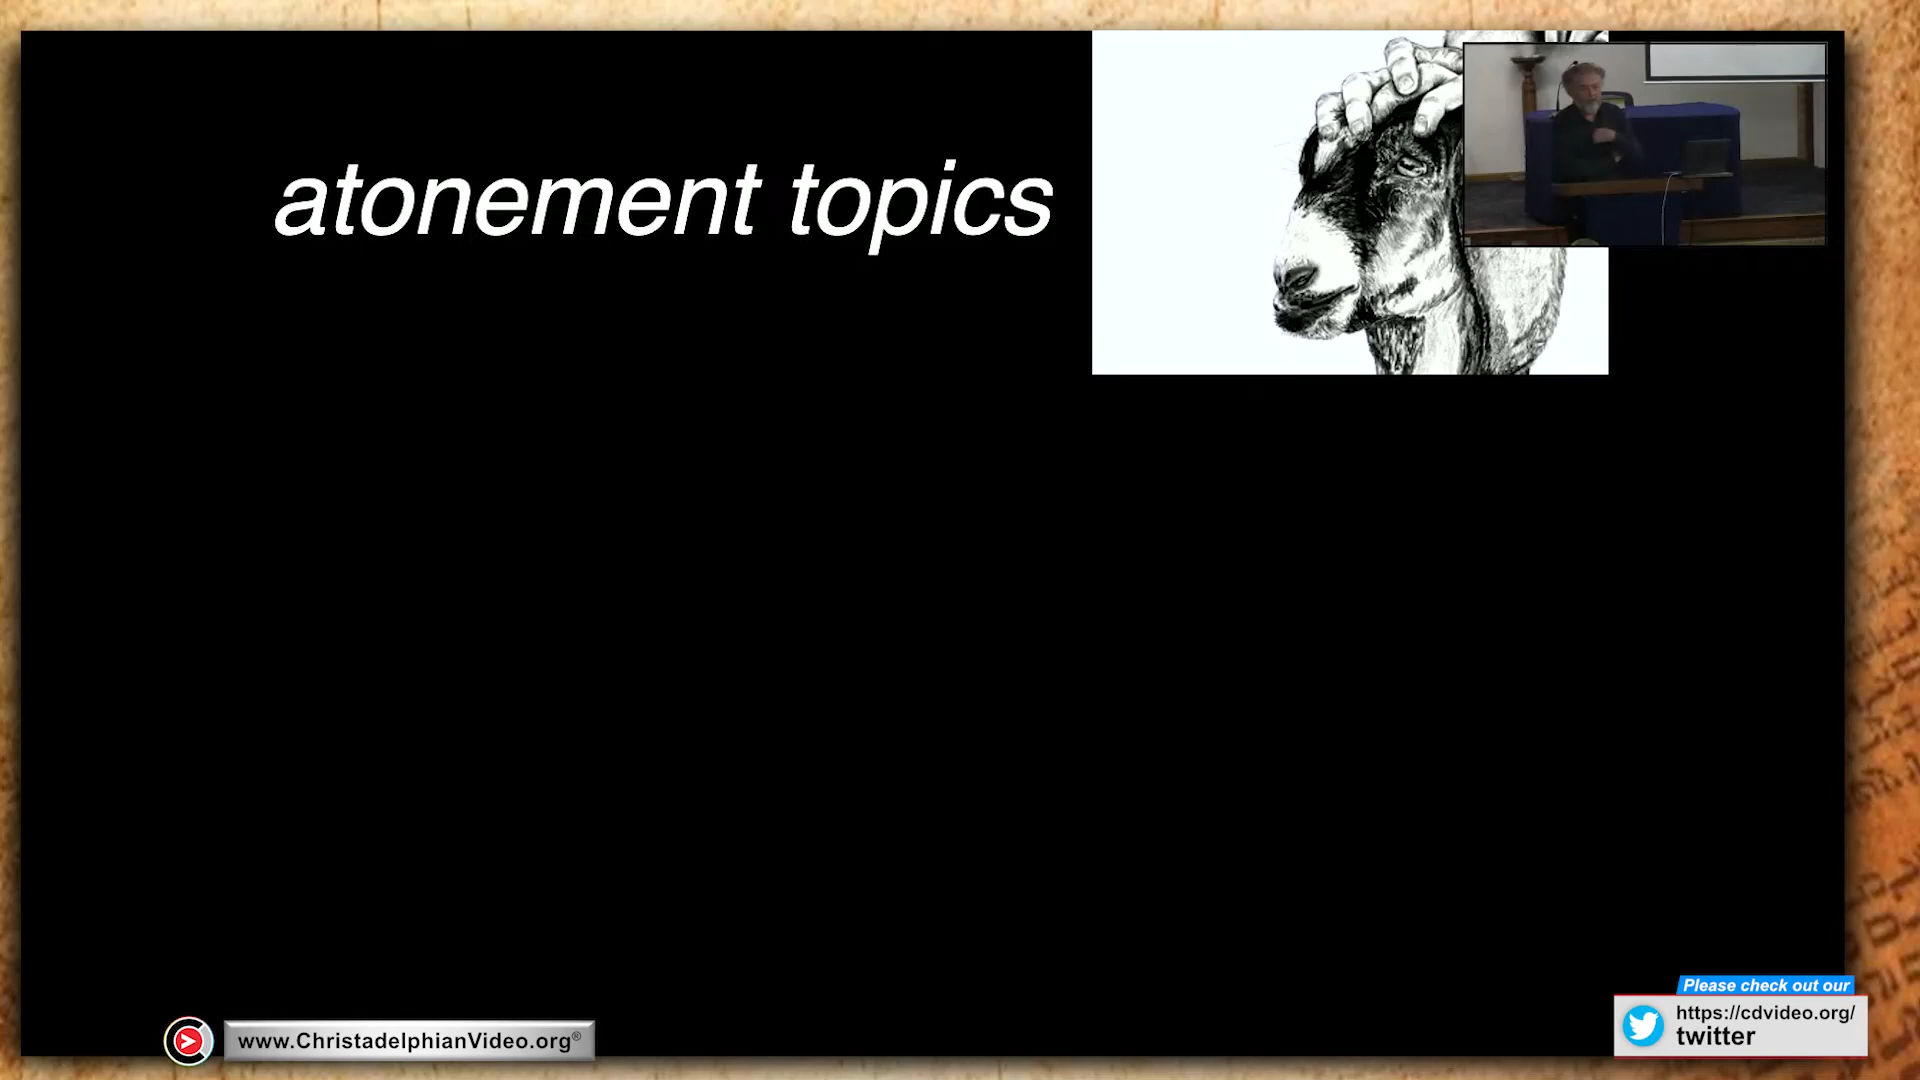 atonement topics
www.ChristadelphianVideo.org®
Please check out our
https://cdvideo.org/
twitter